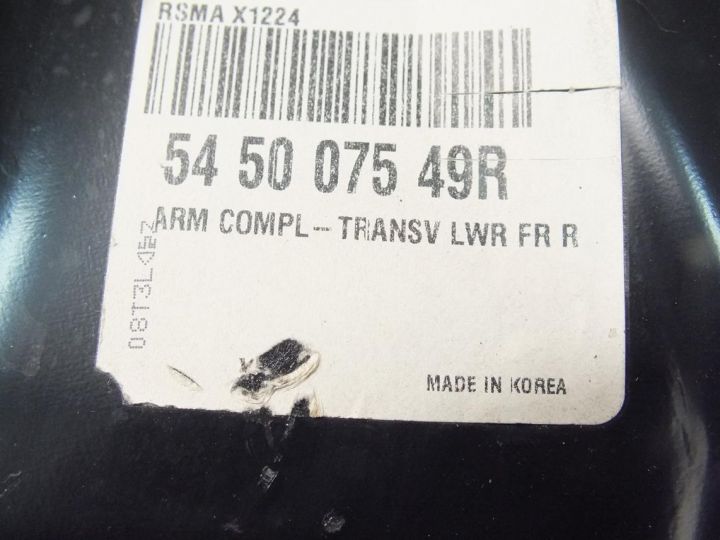 RSMA X1224
54 50 075 49R
ARM COMPL-TRANSV LWR FR R
MADE IN KOREA